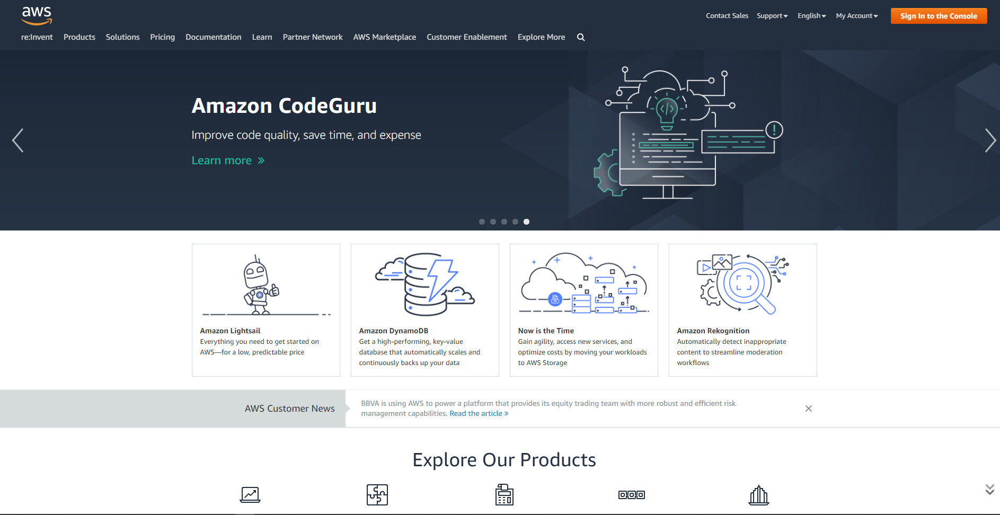 aws
Contact Sales Support English My Account Sign In to the Console
re:Invent Products Solutions Pricing Documentation Learn Partner Network AWS Marketplace Customer Enablement Explore More
Amazon CodeGuru
Improve code quality, save time, and expense
Learn more »
Amazon Lightsail
Everything you need to get started on
AWS—for a low, predictable price
Amazon DynamoDB
Get a high-performing, key-value
database that automatically scales and
continuously backs up your data
Now is the Time
Gain agility, access new services, and
optimize costs by moving your workloads
to AWS Storage
Amazon Rekognition
Automatically detect inappropriate
content to streamline moderation
workflows
AWS Customer News
BBVA is using AWS to power a platform that provides its equity trading team with more robust and efficient risk
management capabilities. Read the article »
Explore Our Products